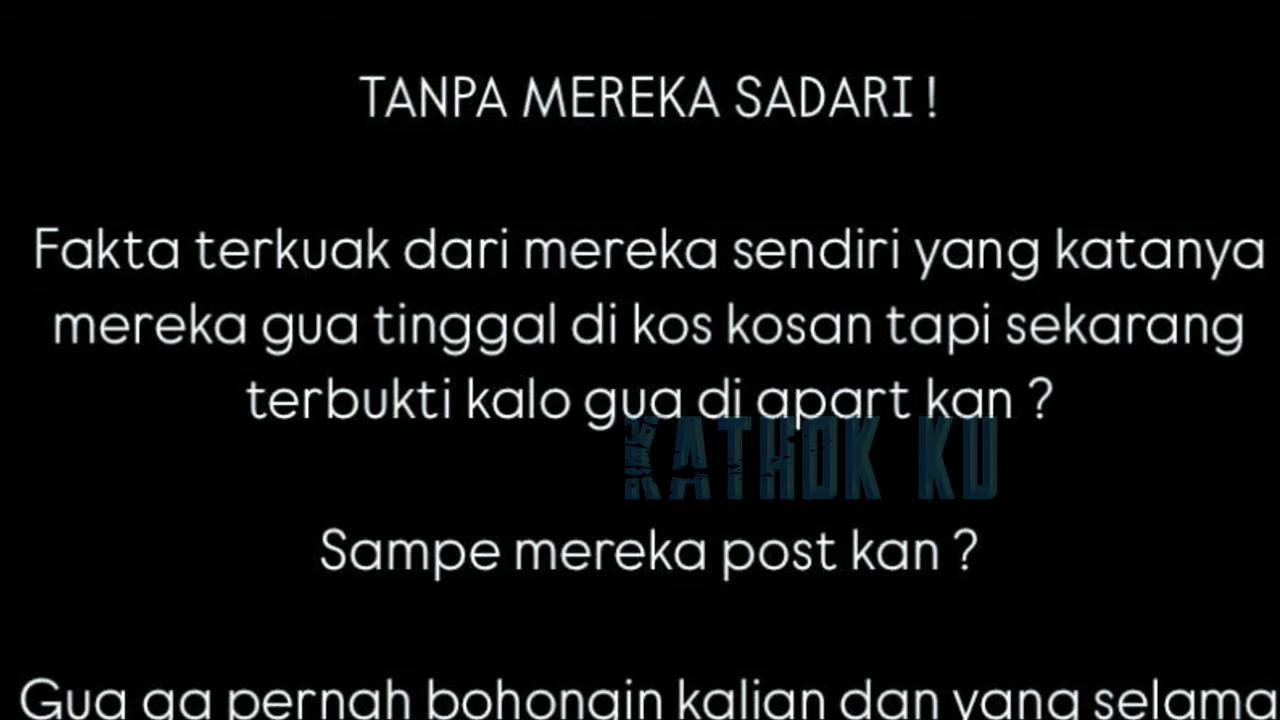 TANPA MEREKA SADARI !
Fakta terkuak dari mereka sendiri yang katanya
mereka gua tinggal di kos kosan tapi sekarang
terbukti kalo gua di apart kan ?
KATHOK KU
Sampe mereka post kan ?
Gua ga pernah bohongin kalian dan yang selama